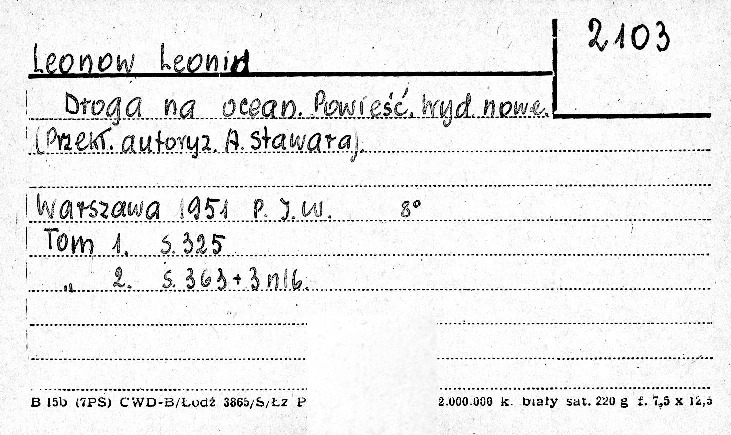 2103
Leonow Leonid
Droga na ocean. Powieść. Wyd. nowe.
(Przekł. autoryz. A. Stawara).
Warszawa 1951 P. I. W. 8°
Tom 1. s. 325
„ 2. s. 363 + 3 nlb.
B 15b (7PS) CWD-B/Łódź 3865/S/Łż P 2.000.000 k. biały sat. 220 g f. 7,5 x 12,5